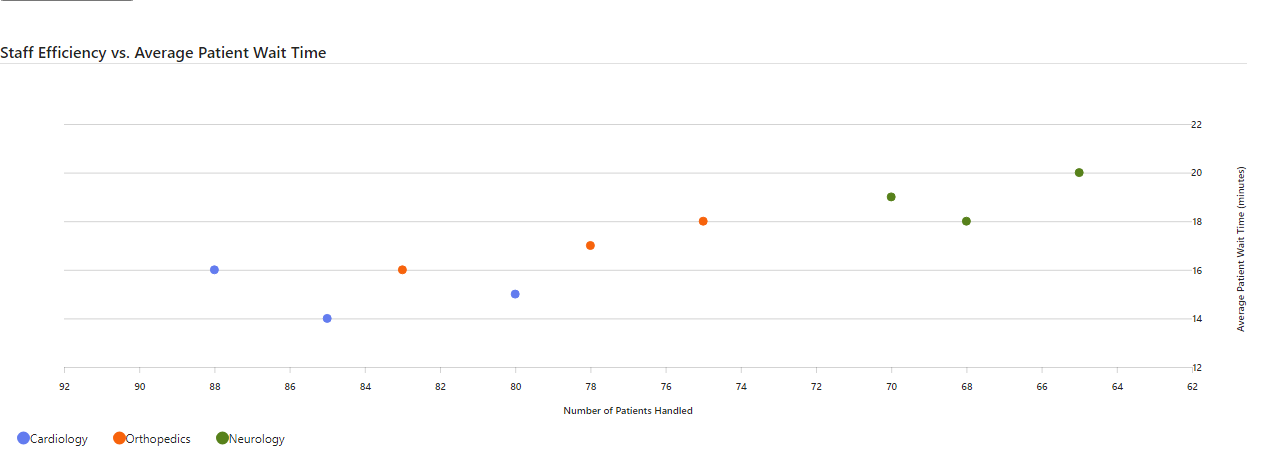 Staff Efficiency vs. Average Patient Wait Time
22
20
18
16
14
12
Average Patient Wait Time (minutes)
92 90 88 86 84 82 80 78 76 74 72 70 68 66 64 62
Number of Patients Handled
Cardiology Orthopedics Neurology